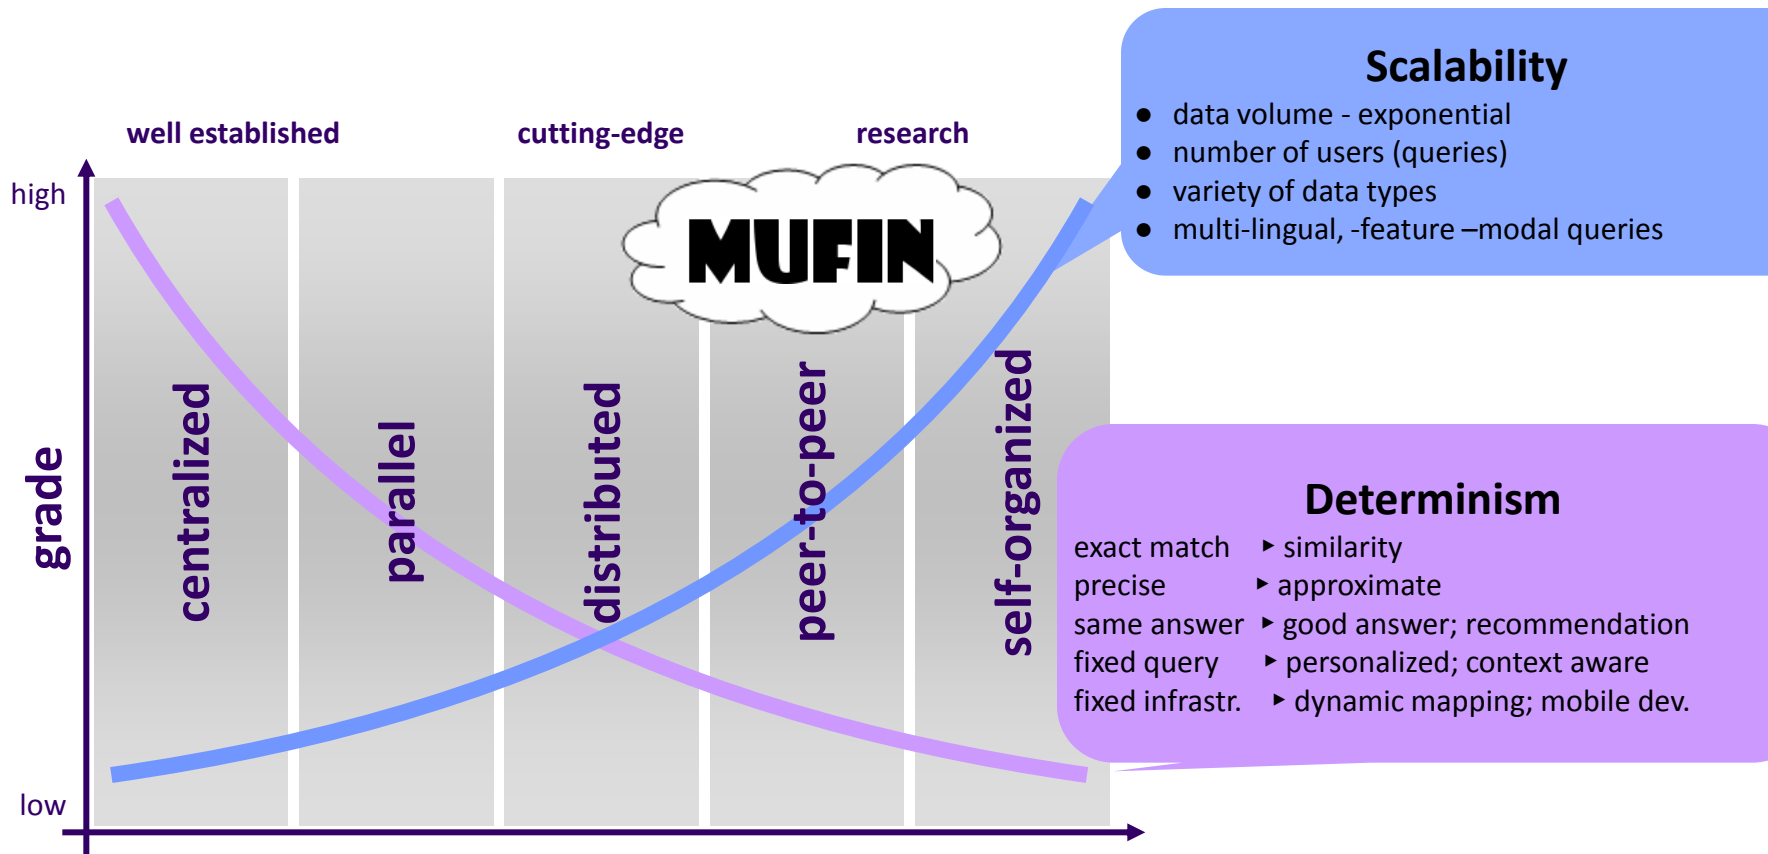 Scalability
● data volume - exponential
● number of users (queries)
● variety of data types
● multi-lingual, -feature –modal queries
well established
cutting-edge
research
high
MUFIN
centralized
parallel
distributed
peer-to-peer
self-organized
grade
low
Determinism
exact match ▸ similarity
precise ▸ approximate
same answer ▸ good answer; recommendation
fixed query ▸ personalized; context aware
fixed infrastr. ▸ dynamic mapping; mobile dev.